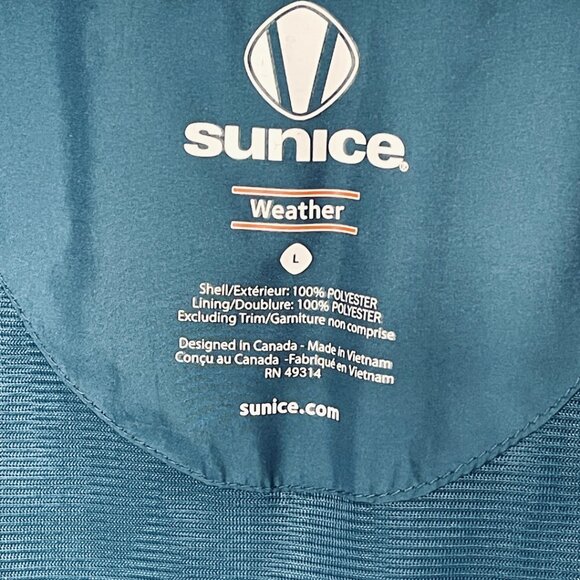 sunice
Weather
L
Shell/Extérieur: 100% POLYESTER
Lining/Doublure: 100% POLYESTER
Excluding Trim/Garniture non comprise
Designed in Canada - Made in Vietnam
Conçu au Canada -Fabriqué en Vietnam
RN 49314
sunice.com